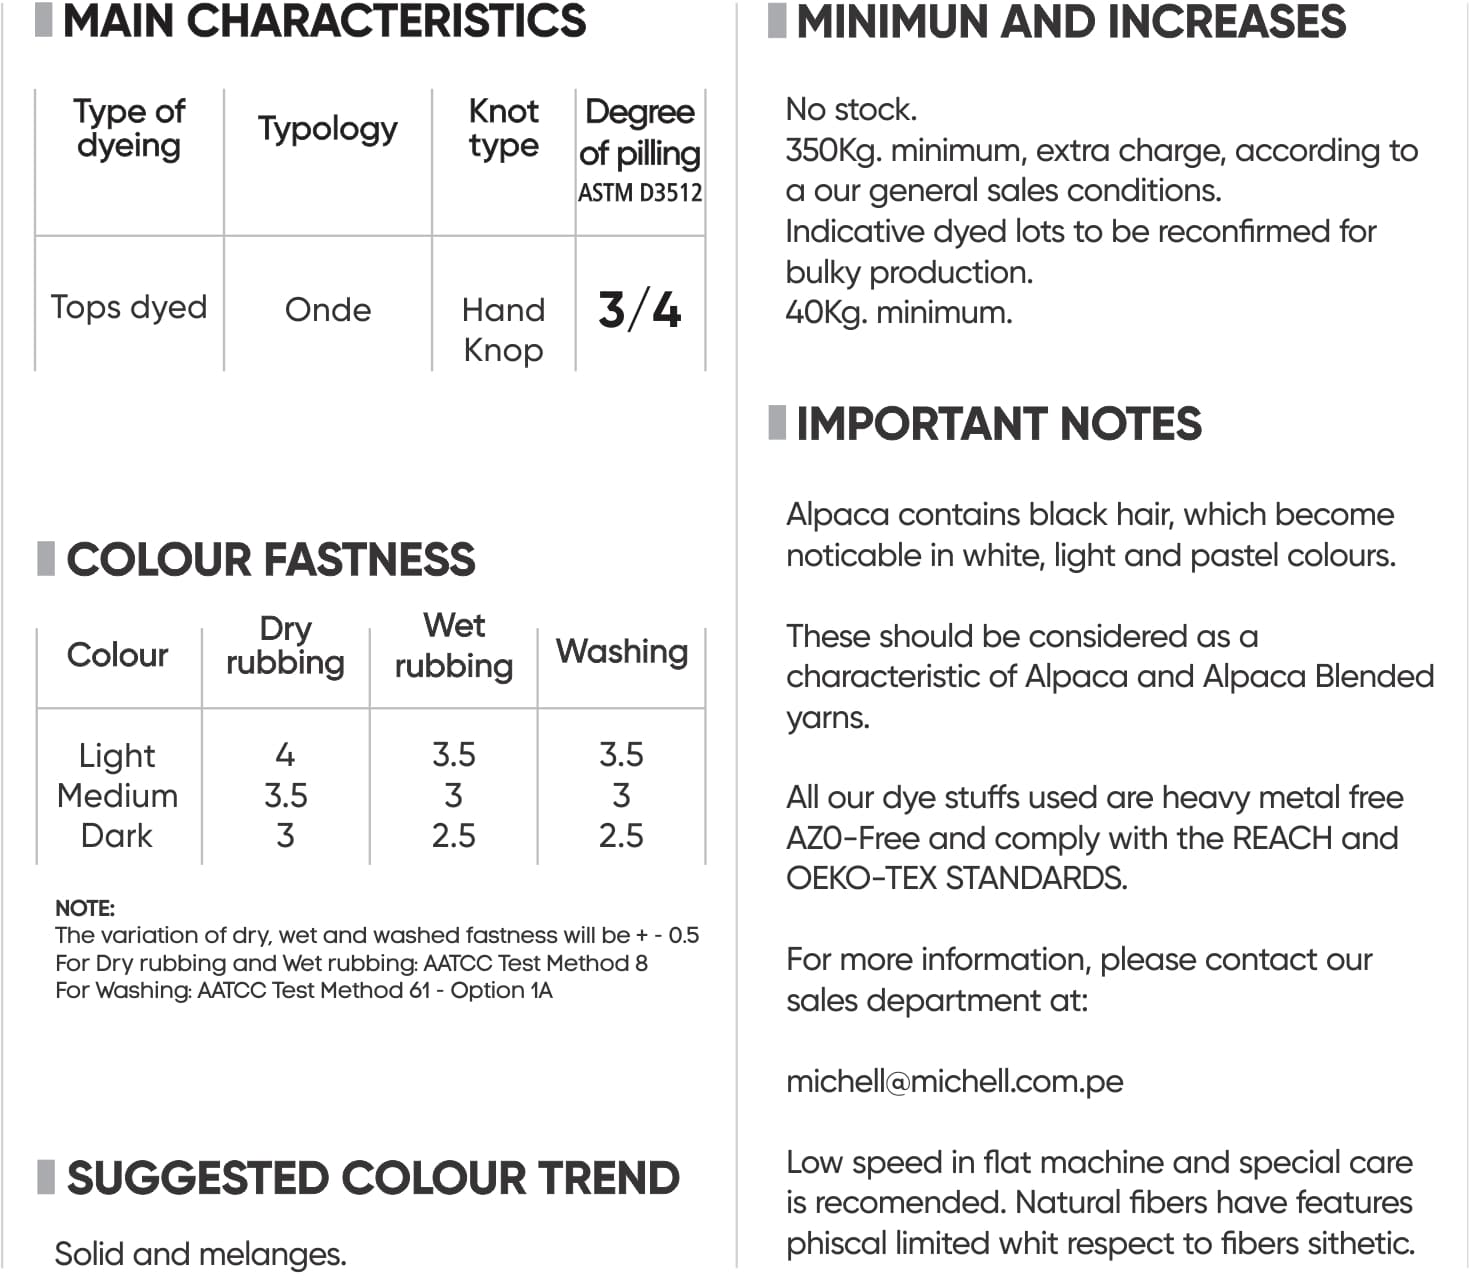 MAIN CHARACTERISTICS
Type of dyeing | Typology | Knot type | Degree of pilling ASTM D3512
Tops dyed | Onde | Hand Knop | 3/4
COLOUR FASTNESS
Colour | Dry rubbing | Wet rubbing | Washing
Light | 4 | 3.5 | 3.5
Medium | 3.5 | 3 | 3
Dark | 3 | 2.5 | 2.5
NOTE:
The variation of dry, wet and washed fastness will be + - 0.5
For Dry rubbing and Wet rubbing: AATCC Test Method 8
For Washing: AATCC Test Method 61 - Option 1A
SUGGESTED COLOUR TREND
Solid and melanges.
MINIMUN AND INCREASES
No stock.
350Kg. minimum, extra charge, according to
a our general sales conditions.
Indicative dyed lots to be reconfirmed for
bulky production.
40Kg. minimum.
IMPORTANT NOTES
Alpaca contains black hair, which become
noticable in white, light and pastel colours.
These should be considered as a
characteristic of Alpaca and Alpaca Blended
yarns.
All our dye stuffs used are heavy metal free
AZ0-Free and comply with the REACH and
OEKO-TEX STANDARDS.
For more information, please contact our
sales department at:
michell@michell.com.pe
Low speed in flat machine and special care
is recomended. Natural fibers have features
phiscal limited whit respect to fibers sithetic.